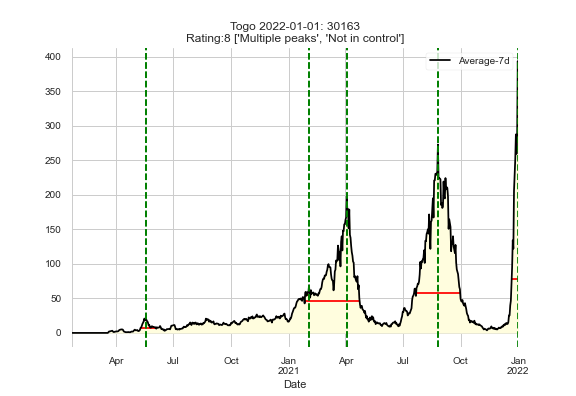 Togo 2022-01-01: 30163
Rating:8 ['Multiple peaks', 'Not in control']
Average-7d
400
350
300
250
200
150
100
50
0
Apr Jul Oct Jan Apr Jul Oct Jan
2021 2022
Date